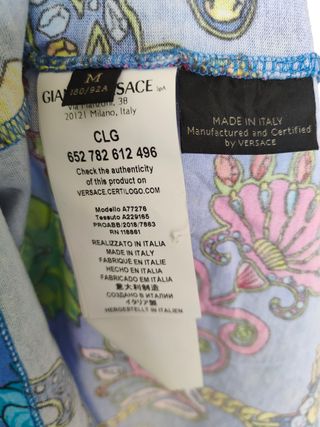 M
180/92A
GIANNI VERSACE SpA
Via Manzoni, 38
20121 Milano, Italy
CLG
652 782 612 496
Check the authenticity
of this product on
VERSACE.CERTILOGO.COM
Modello A77276
Tessuto A229165
PROABB/2018/7663
RN 118861
REALIZZATO IN ITALIA
MADE IN ITALY
FABRIQUE EN ITALIE
HECHO EN ITALIA
FABRICADO EM ITALIA
意大利制造
СОЗДАНО В ИТАЛИИ
イタリア製
HERGESTELLT IN ITALIEN
MADE IN ITALY
Manufactured and Certified
by VERSACE